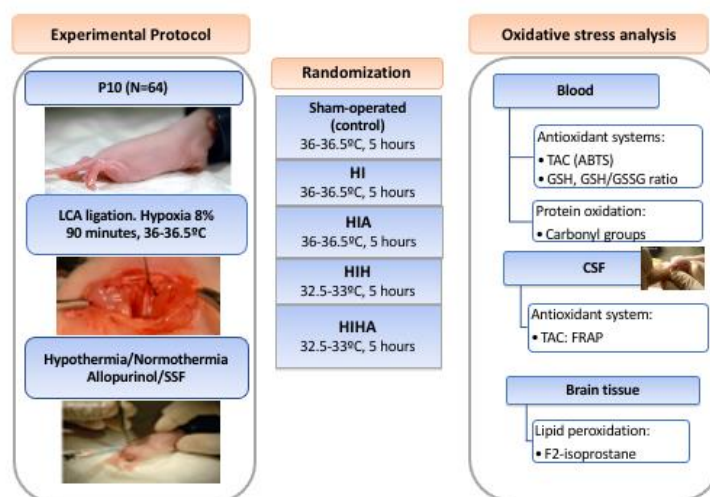 Experimental Protocol
P10 (N=64)
LCA ligation. Hypoxia 8%
90 minutes, 36-36.5ºC
Hypothermia/Normothermia
Allopurinol/SSF
Randomization
Sham-operated
(control)
36-36.5ºC, 5 hours
HI
36-36.5ºC, 5 hours
HIA
36-36.5ºC, 5 hours
HIH
32.5-33ºC, 5 hours
HIHA
32.5-33ºC, 5 hours
Oxidative stress analysis
Blood
Antioxidant systems:
• TAC (ABTS)
• GSH, GSH/GSSG ratio
Protein oxidation:
• Carbonyl groups
CSF
Antioxidant system:
• TAC: FRAP
Brain tissue
Lipid peroxidation:
• F2-isoprostane